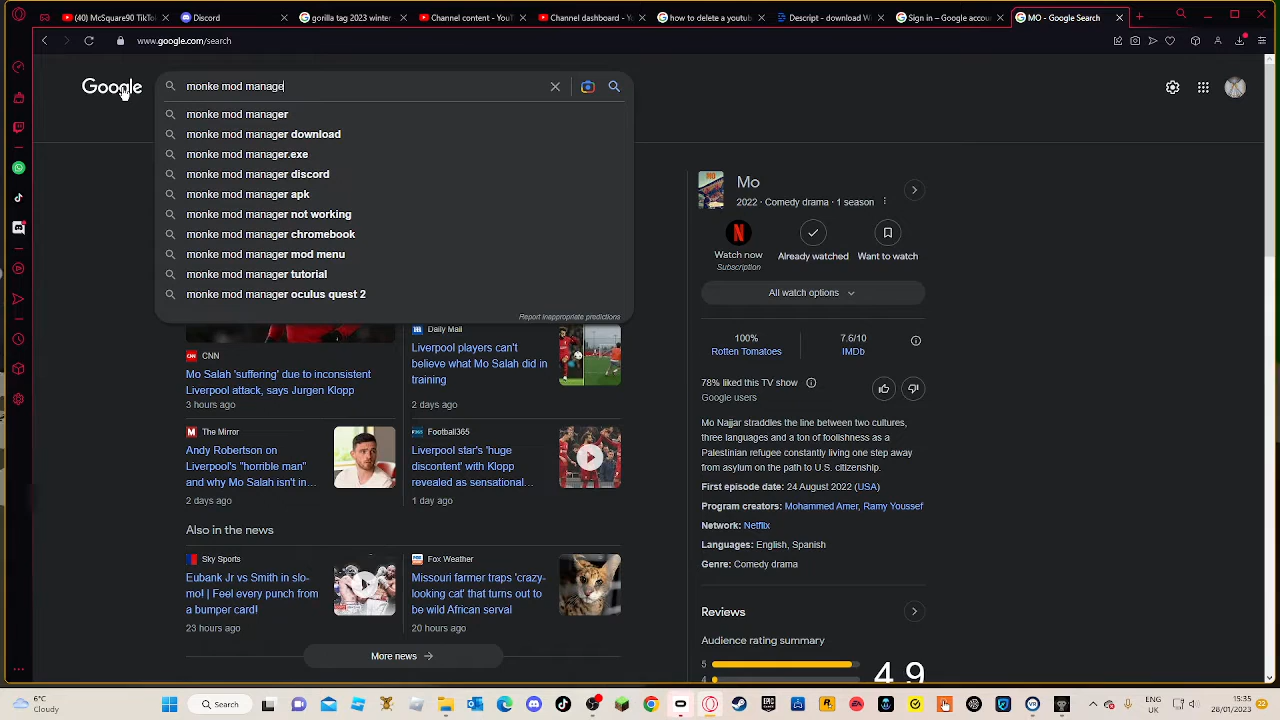 (40) McSquare90 TikTo
Discord
gorilla tag 2023 winter
Channel content - YouT
Channel dashboard - Yo
how to delete a youtub
Descript - download W
Sign in – Google accou
MO - Google Search
www.google.com/search
Google
monke mod manage
monke mod manager
monke mod manager download
monke mod manager.exe
monke mod manager discord
monke mod manager apk
monke mod manager not working
monke mod manager chromebook
monke mod manager mod menu
monke mod manager tutorial
monke mod manager oculus quest 2
Report inappropriate predictions
CNN
Mo Salah 'suffering' due to inconsistent
Liverpool attack, says Jurgen Klopp
3 hours ago
Daily Mail
Liverpool players can't
believe what Mo Salah did in
training
2 days ago
The Mirror
Andy Robertson on
Liverpool's "horrible man"
and why Mo Salah isn't in...
2 days ago
Football365
Liverpool star's 'huge
discontent' with Klopp
revealed as sensational...
1 day ago
Also in the news
Sky Sports
Eubank Jr vs Smith in slo-
mo! | Feel every punch from
a bumper card!
23 hours ago
Fox Weather
Missouri farmer traps 'crazy-
looking cat' that turns out to
be wild African serval
20 hours ago
More news
MO
Mo
2022 · Comedy drama · 1 season
Watch now
Subscription
Already watched
Want to watch
All watch options
100%
Rotten Tomatoes
7.6/10
IMDb
78% liked this TV show
Google users
Mo Najjar straddles the line between two cultures,
three languages and a ton of foolishness as a
Palestinian refugee constantly living one step away
from asylum on the path to U.S. citizenship.
First episode date: 24 August 2022 (USA)
Program creators: Mohammed Amer, Ramy Youssef
Network: Netflix
Languages: English, Spanish
Genre: Comedy drama
Reviews
Audience rating summary
5
4
4.9
6°C
Cloudy
Search
ENG
UK
15:35
28/01/2023